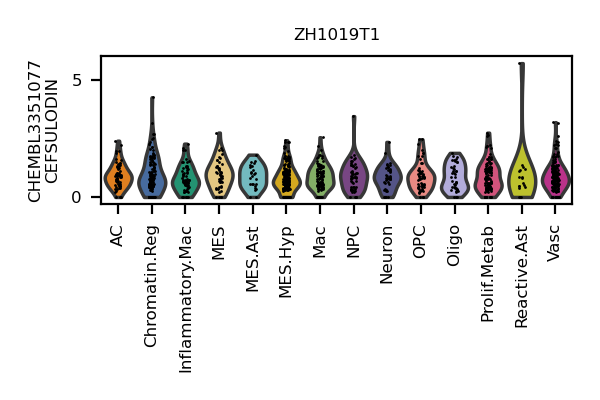 ZH1019T1
CHEMBL3351077
CEFSULODIN
5
0
AC
Chromatin.Reg
Inflammatory.Mac
MES
MES.Ast
MES.Hyp
Mac
NPC
Neuron
OPC
Oligo
Prolif.Metab
Reactive.Ast
Vasc